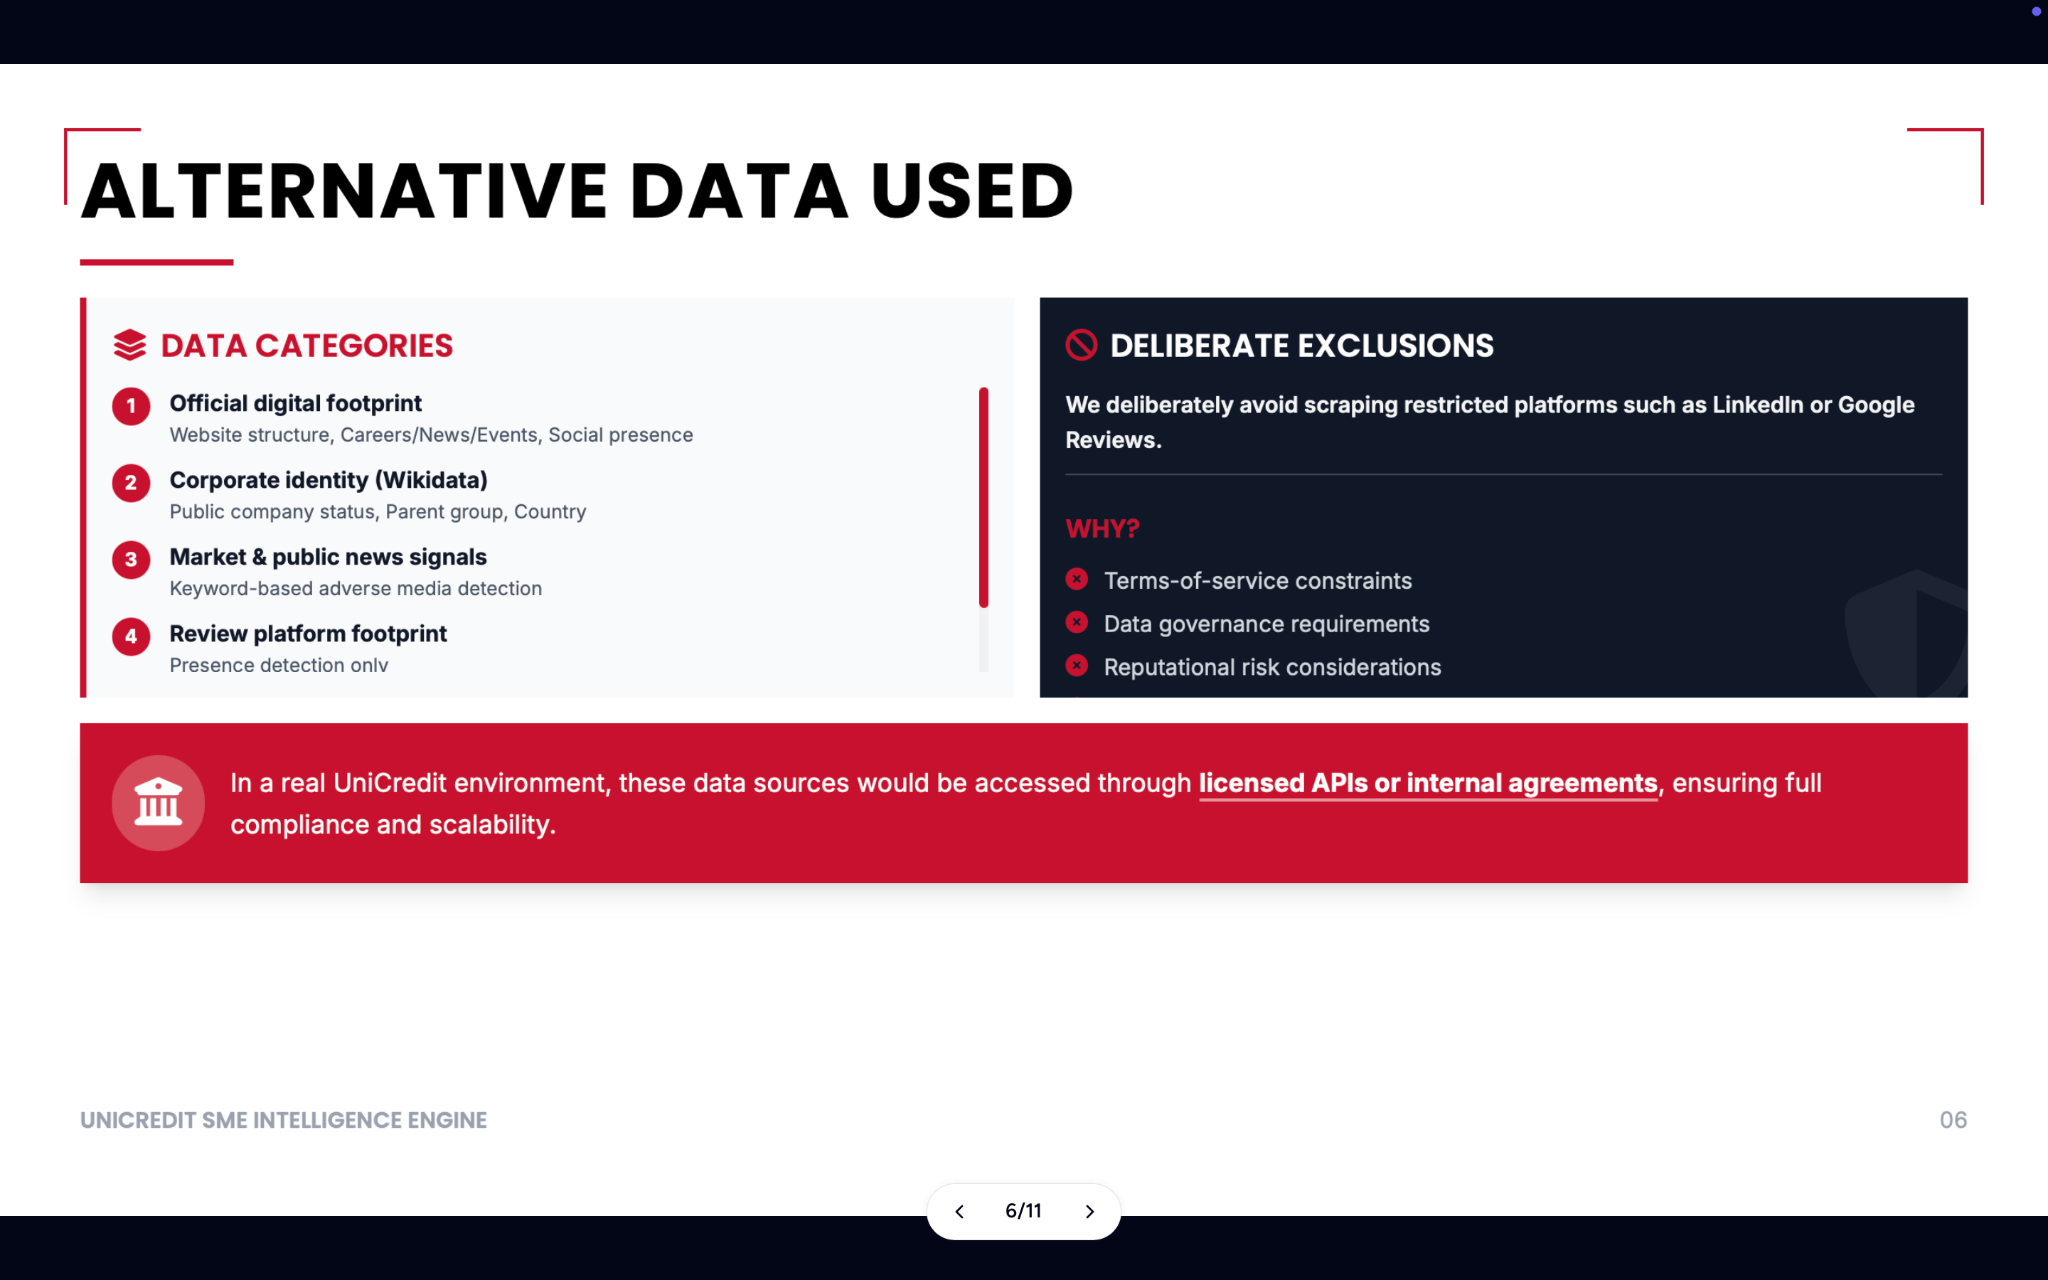 ALTERNATIVE DATA USED
DATA CATEGORIES
1
Official digital footprint
Website structure, Careers/News/Events, Social presence
2
Corporate identity (Wikidata)
Public company status, Parent group, Country
3
Market & public news signals
Keyword-based adverse media detection
4
Review platform footprint
Presence detection only
DELIBERATE EXCLUSIONS
We deliberately avoid scraping restricted platforms such as LinkedIn or Google
Reviews.
WHY?
Terms-of-service constraints
Data governance requirements
Reputational risk considerations
In a real UniCredit environment, these data sources would be accessed through licensed APIs or internal agreements, ensuring full
compliance and scalability.
UNICREDIT SME INTELLIGENCE ENGINE
06
6/11